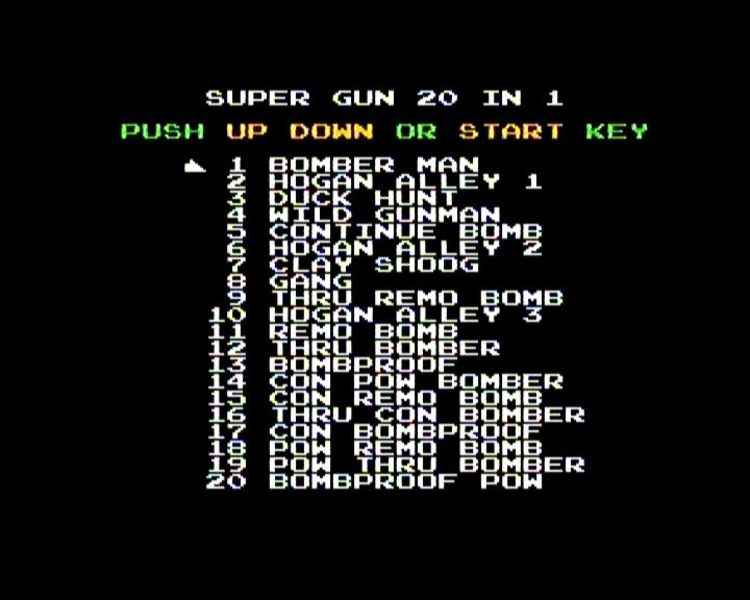 SUPER GUN 20 IN 1
PUSH UP DOWN OR START KEY
1 BOMBER MAN
2 HOGAN ALLEY 1
3 DUCK HUNT
4 WILD GUNMAN
5 CONTINUE BOMB
6 HOGAN ALLEY 2
7 CLAY SHOOG
8 GANG
9 THRU REMO BOMB
10 HOGAN ALLEY 3
11 REMO BOMB
12 THRU BOMBER
13 BOMBPROOF
14 CON POW BOMBER
15 CON REMO BOMB
16 THRU CON BOMBER
17 CON BOMBPROOF
18 POW REMO BOMB
19 POW THRU BOMBER
20 BOMBPROOF POW